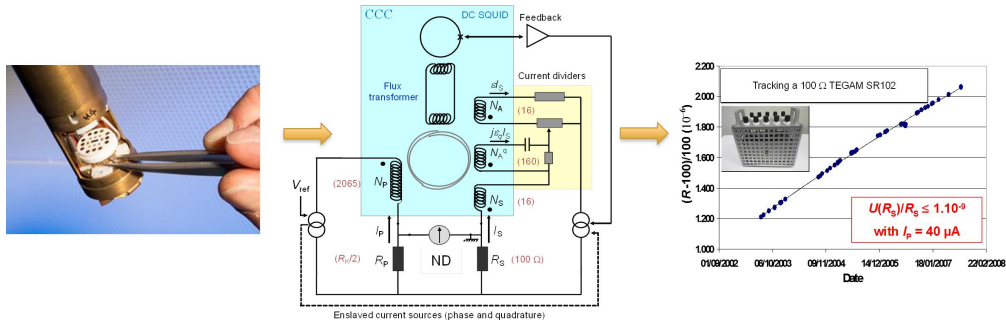 CCC
DC SQUID
Feedback
Flux
transformer
Current dividers
εI_S
N_A
(16)
jε_qI_S
N_A^q
(160)
(2065)
N_P
N_S
(16)
V_ref
I_P
I_S
(R_K/2)
R_P
ND
R_S
(100 Ω)
Enslaved current sources (phase and quadrature)
Tracking a 100 Ω TEGAM SR102
(R-100)/100 (10⁻⁶)
2.200
2.000
1.800
1.600
1.400
1.200
1.000
U(R_S)/R_S ≤ 1.10⁻⁹
with I_P = 40 µA
01/09/2002
06/10/2003
09/11/2004
14/12/2005
18/01/2007
22/02/2008
Date